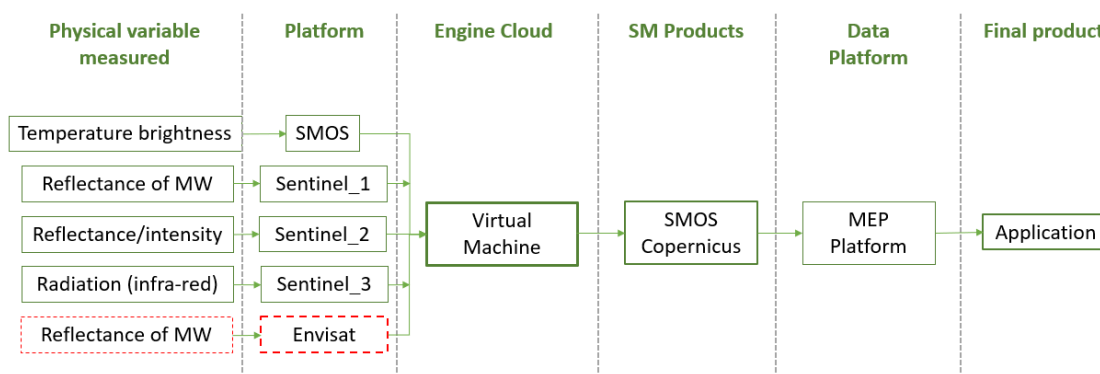 Physical variable
measured
Platform
Engine Cloud
SM Products
Data
Platform
Final product
Temperature brightness
SMOS
Reflectance of MW
Sentinel_1
Reflectance/intensity
Sentinel_2
Radiation (infra-red)
Sentinel_3
Reflectance of MW
Envisat
Virtual
Machine
SMOS
Copernicus
MEP
Platform
Application